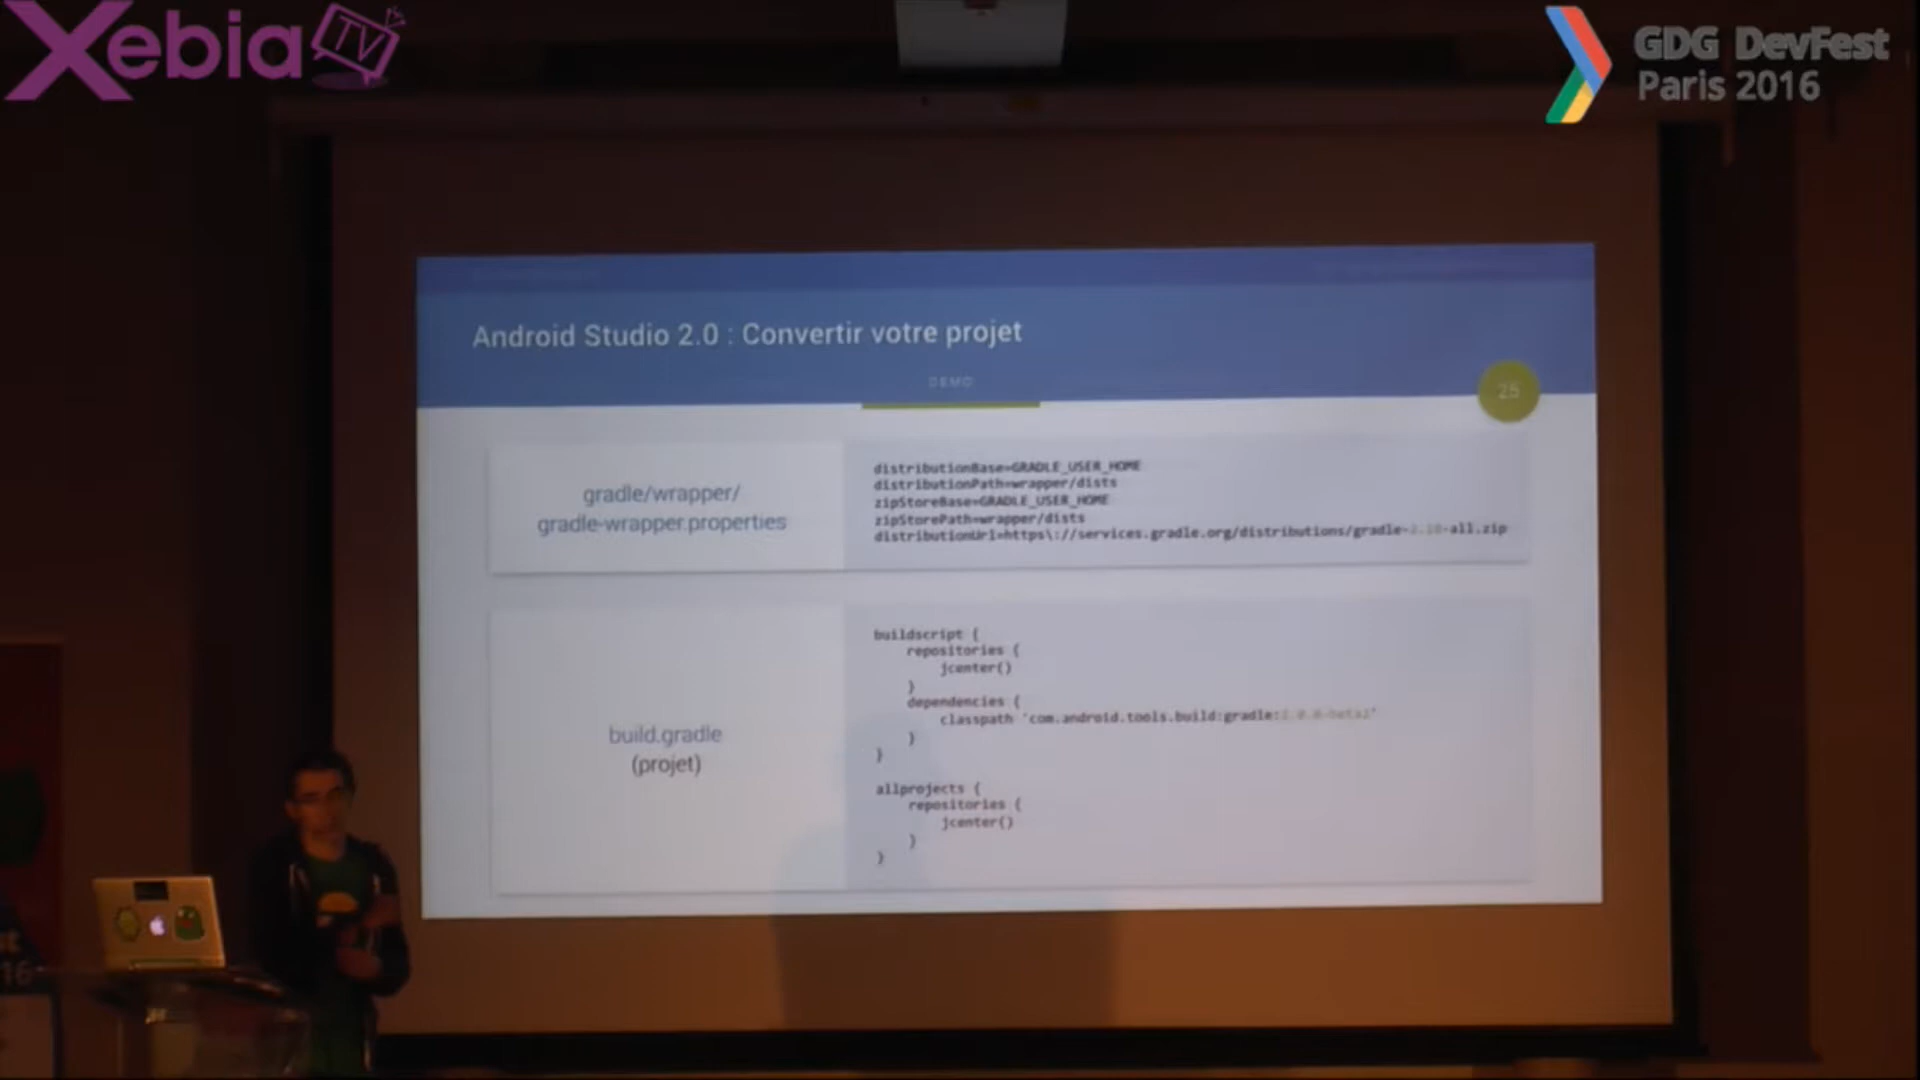 Xebia TV
GDG DevFest
Paris 2016
Android Studio 2.0 : Convertir votre projet
DEMO
25
gradle/wrapper/
gradle-wrapper.properties
distributionBase=GRADLE_USER_HOME
distributionPath=wrapper/dists
zipStoreBase=GRADLE_USER_HOME
zipStorePath=wrapper/dists
distributionUrl=https\://services.gradle.org/distributions/gradle-2.10-all.zip
build.gradle
(projet)
buildscript {
repositories {
jcenter()
}
dependencies {
classpath 'com.android.tools.build:gradle:
}
}
allprojects {
repositories {
jcenter()
}
}